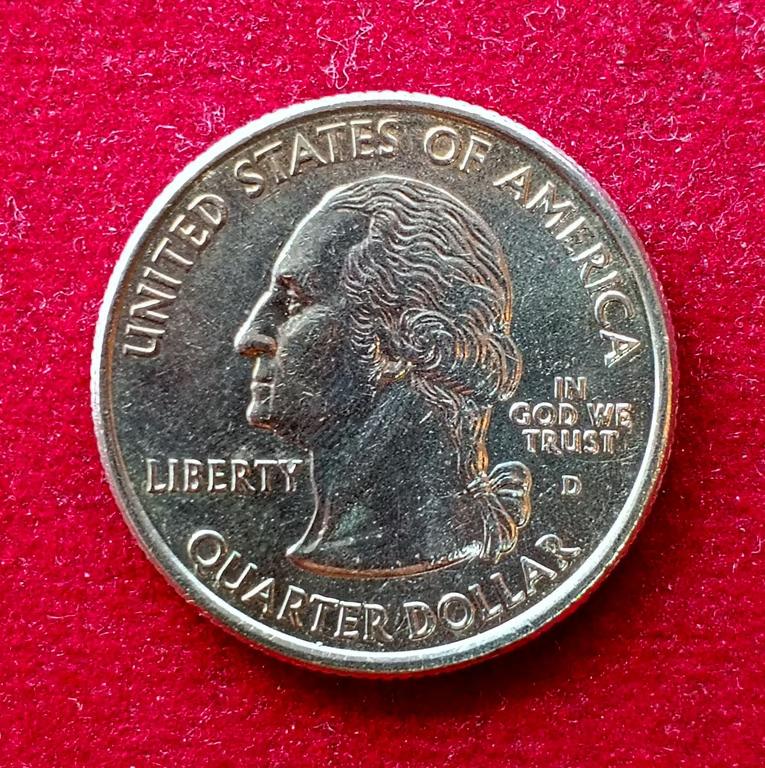 UNITED STATES OF AMERICA
LIBERTY
IN
GOD WE
TRUST
D
QUARTER DOLLAR